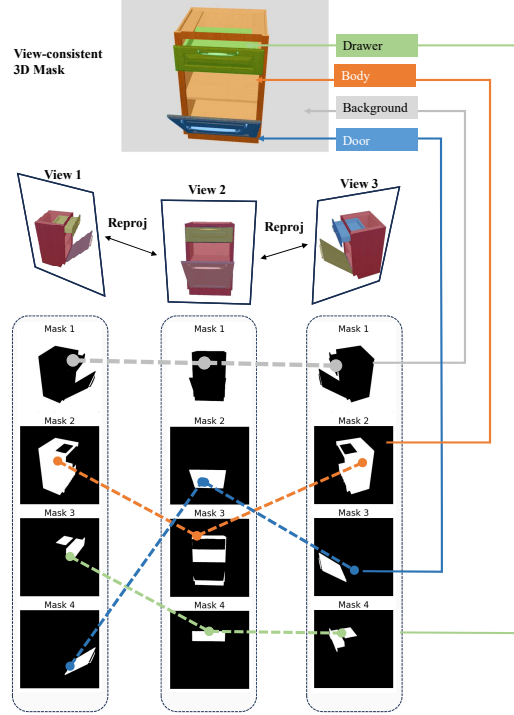 View-consistent
3D Mask
Drawer
Body
Background
Door
View 1
View 2
View 3
Reproj
Reproj
Mask 1
Mask 1
Mask 1
Mask 2
Mask 2
Mask 2
Mask 3
Mask 3
Mask 3
Mask 4
Mask 4
Mask 4